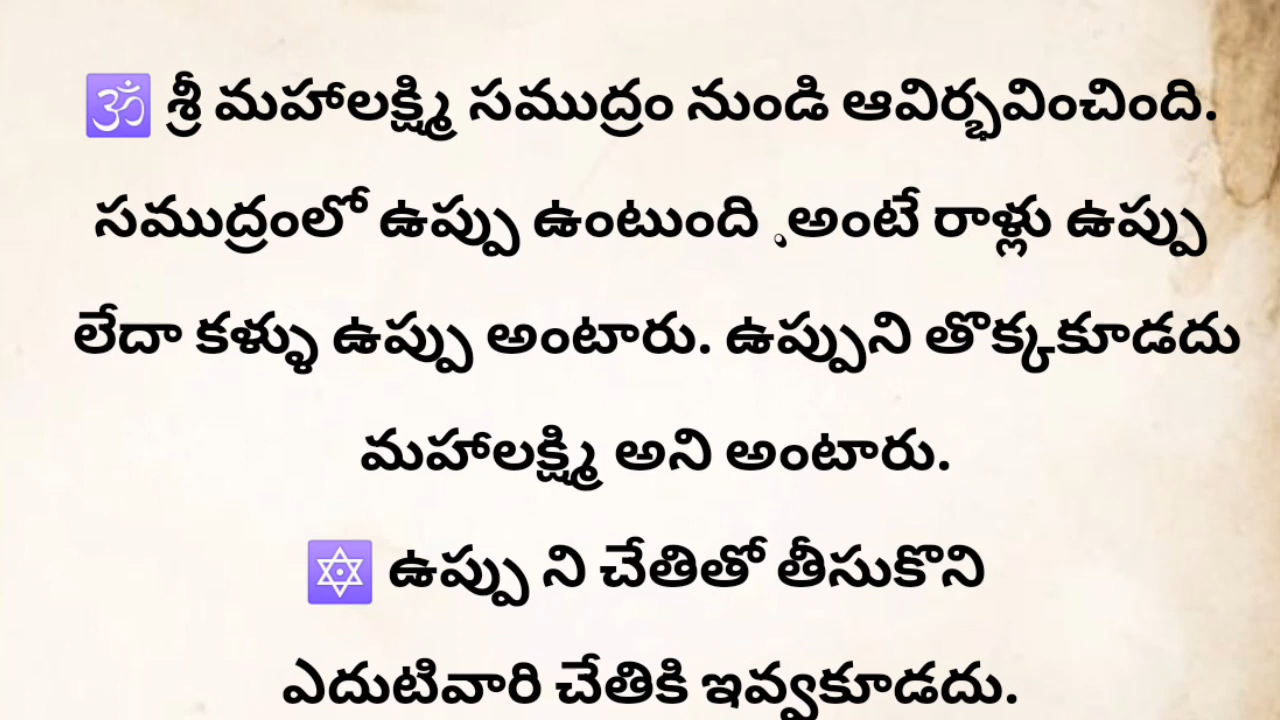 🕉 శ్రీ మహాలక్ష్మి సముద్రం నుండి ఆవిర్భవించింది.
సముద్రంలో ఉప్పు ఉంటుంది .అంటే రాళ్లు ఉప్పు
లేదా కళ్ళు ఉప్పు అంటారు. ఉప్పుని తొక్కకూడదు
మహాలక్ష్మి అని అంటారు.
🔯 ఉప్పు ని చేతితో తీసుకొని
ఎదుటివారి చేతికి ఇవ్వకూడదు.